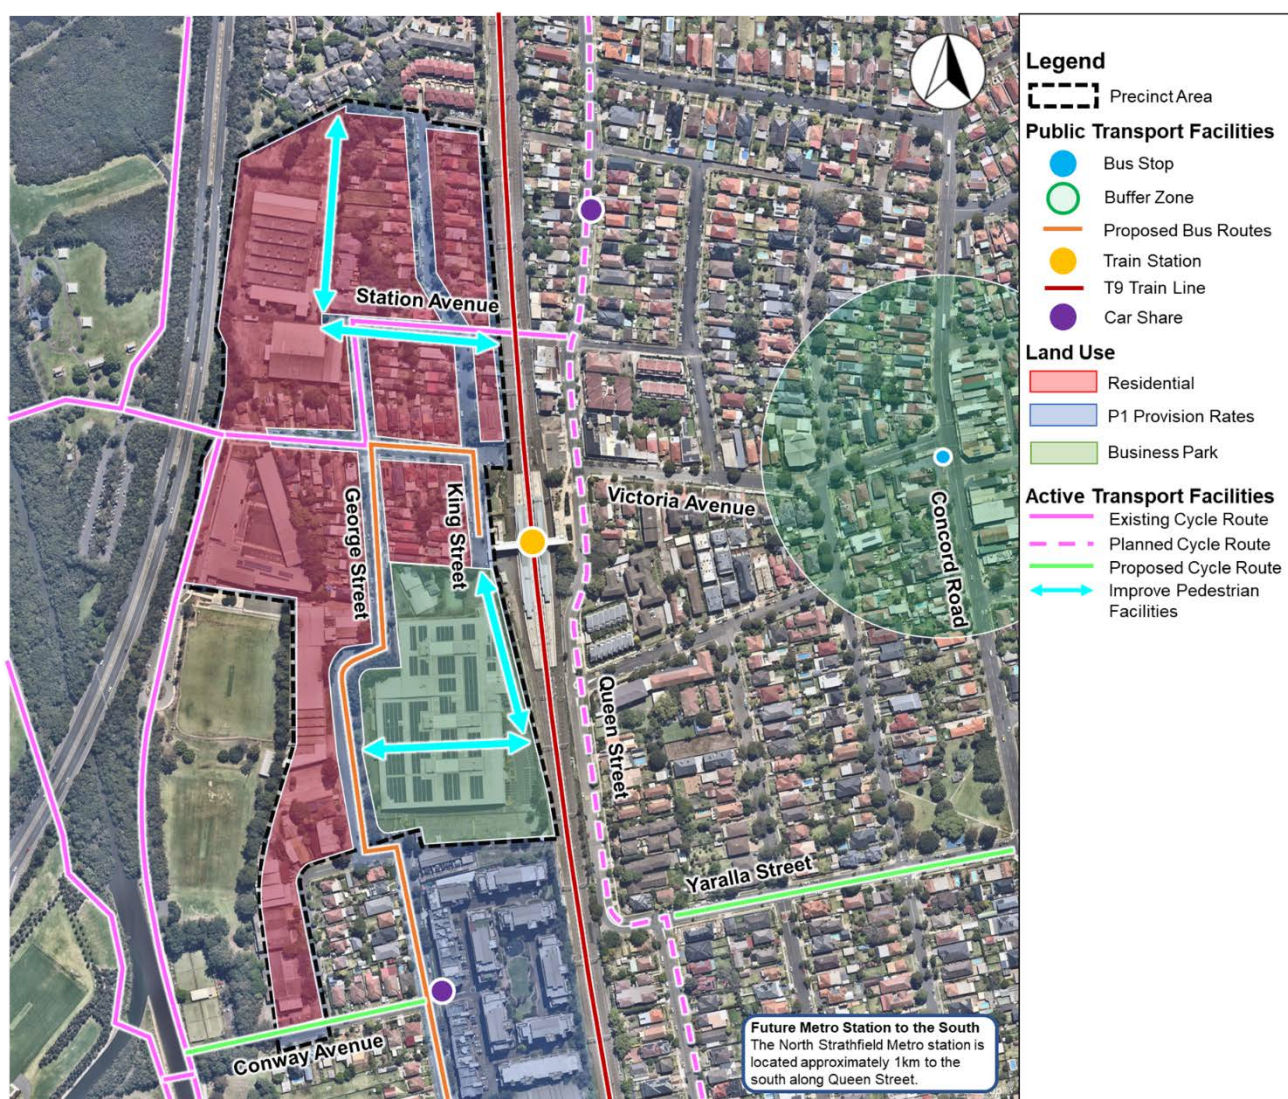 Legend
Precinct Area
Public Transport Facilities
Bus Stop
Buffer Zone
Proposed Bus Routes
Train Station
T9 Train Line
Car Share
Land Use
Residential
P1 Provision Rates
Business Park
Active Transport Facilities
Existing Cycle Route
Planned Cycle Route
Proposed Cycle Route
Improve Pedestrian
Facilities
Station Avenue
Victoria Avenue
George Street
King Street
Concord Road
Queen Street
Yaralla Street
Conway Avenue
Future Metro Station to the South
The North Strathfield Metro station is
located approximately 1km to the
south along Queen Street.